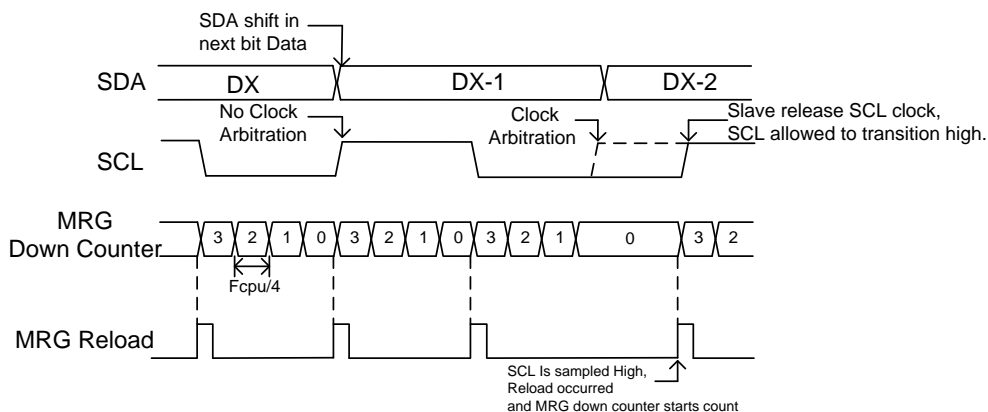 SDA shift in
next bit Data
SDA
DX
DX-1
DX-2
No Clock
Arbitration
Clock
Arbitration
Slave release SCL clock,
SCL allowed to transition high.
SCL
MRG
Down Counter
3 2 1 0 3 2 1 0 3 2 1 0 3 2
Fcpu/4
MRG Reload
SCL Is sampled High,
Reload occurred
and MRG down counter starts count